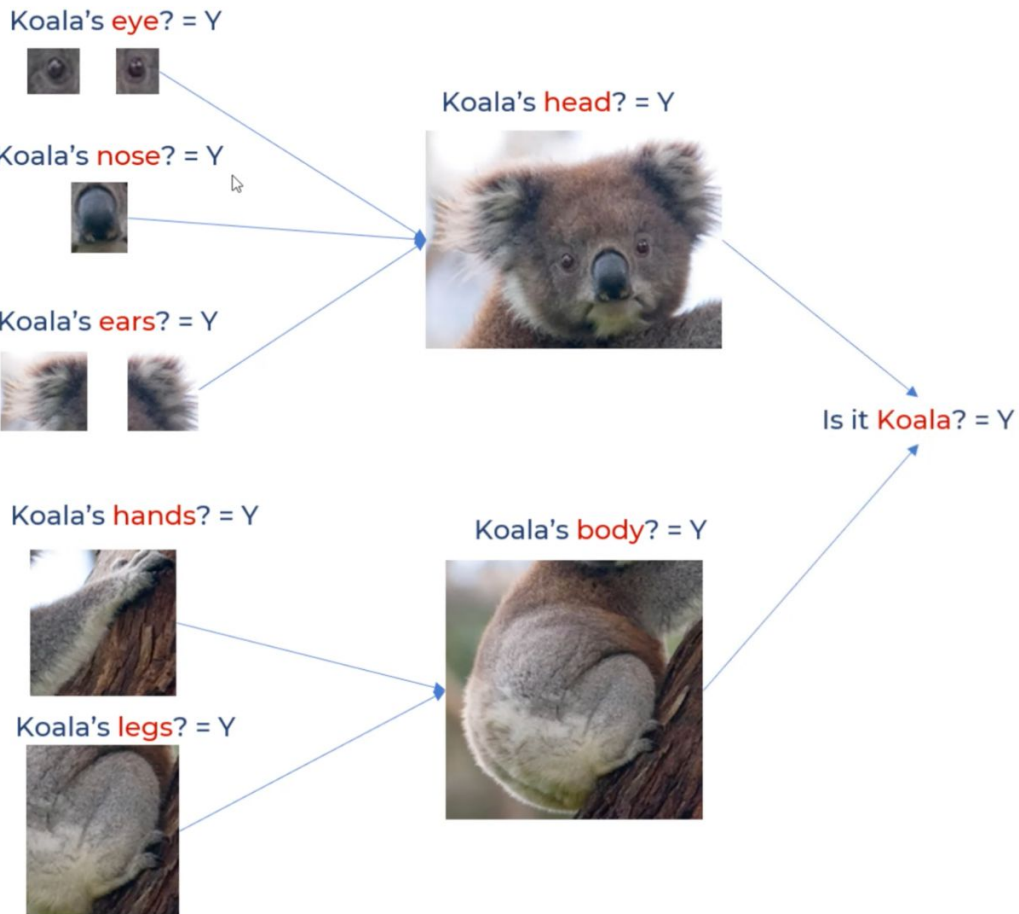 Koala's eye? = Y
Koala's head? = Y
Koala's nose? = Y
Koala's ears? = Y
Is it Koala? = Y
Koala's hands? = Y
Koala's body? = Y
Koala's legs? = Y